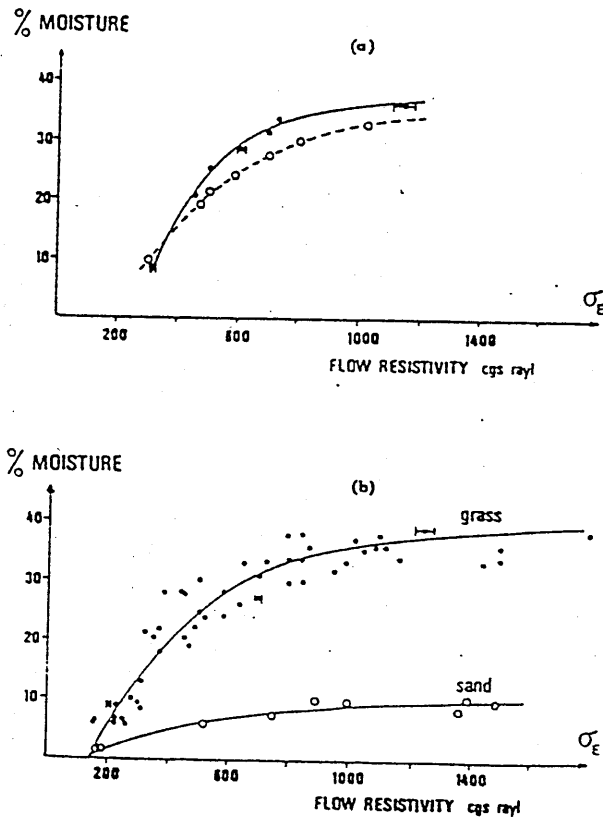 % MOISTURE
(a)
40
30
20
10
200 600 1000 1400
σE
FLOW RESISTIVITY cgs rayl
% MOISTURE
(b)
40
grass
30
20
10
sand
200 600 1000 1400
σE
FLOW RESISTIVITY cgs rayl